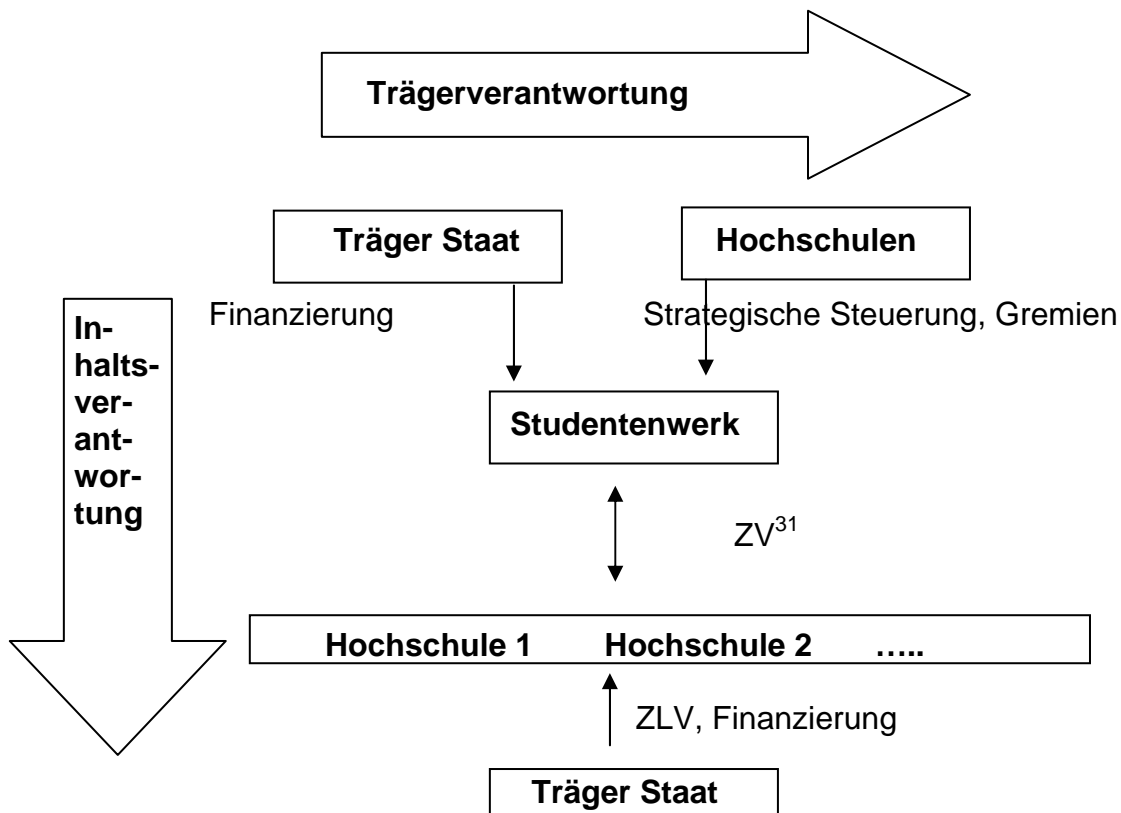 Trägerverantwortung
Träger Staat
Hochschulen
Finanzierung
Strategische Steuerung, Gremien
In-
halts-
ver-
ant-
wor-
tung
Studentenwerk
ZV31
Hochschule 1 Hochschule 2 …..
ZLV, Finanzierung
Träger Staat